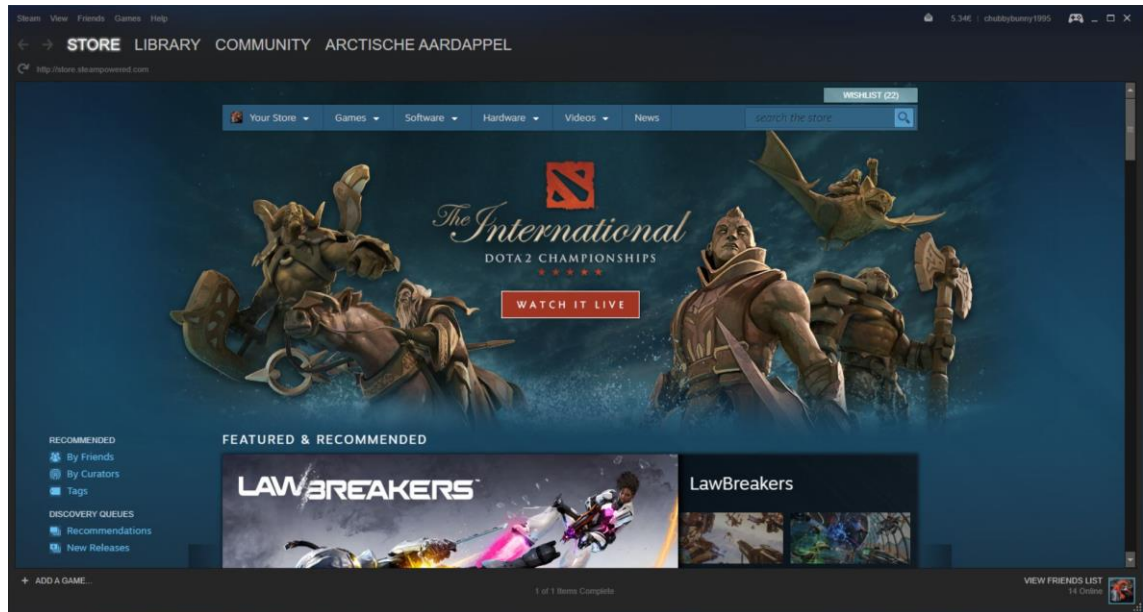 Steam View Friends Games Help
5.34€ chubbybunny1995
STORE LIBRARY COMMUNITY ARCTISCHE AARDAPPEL
http://store.steampowered.com
WISHLIST (22)
Your Store Games Software Hardware Videos News search the store
The International
DOTA 2 CHAMPIONSHIPS
WATCH IT LIVE
RECOMMENDED
By Friends
By Curators
Tags
DISCOVERY QUEUES
Recommendations
New Releases
FEATURED & RECOMMENDED
LAWBREAKERS
LawBreakers
+ ADD A GAME...
1 of 1 Items Complete
VIEW FRIENDS LIST
14 Online